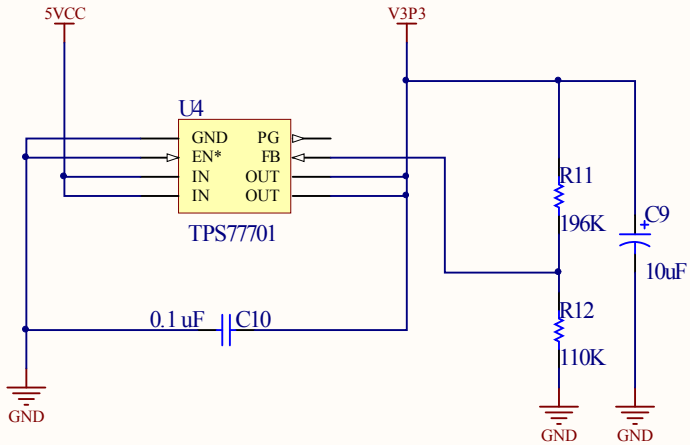 5VCC
V3P3
U4
GND PG
EN* FB
IN OUT
IN OUT
TPS77701
R11
196K
C9
10uF
0.1 uF C10
R12
110K
GND
GND GND